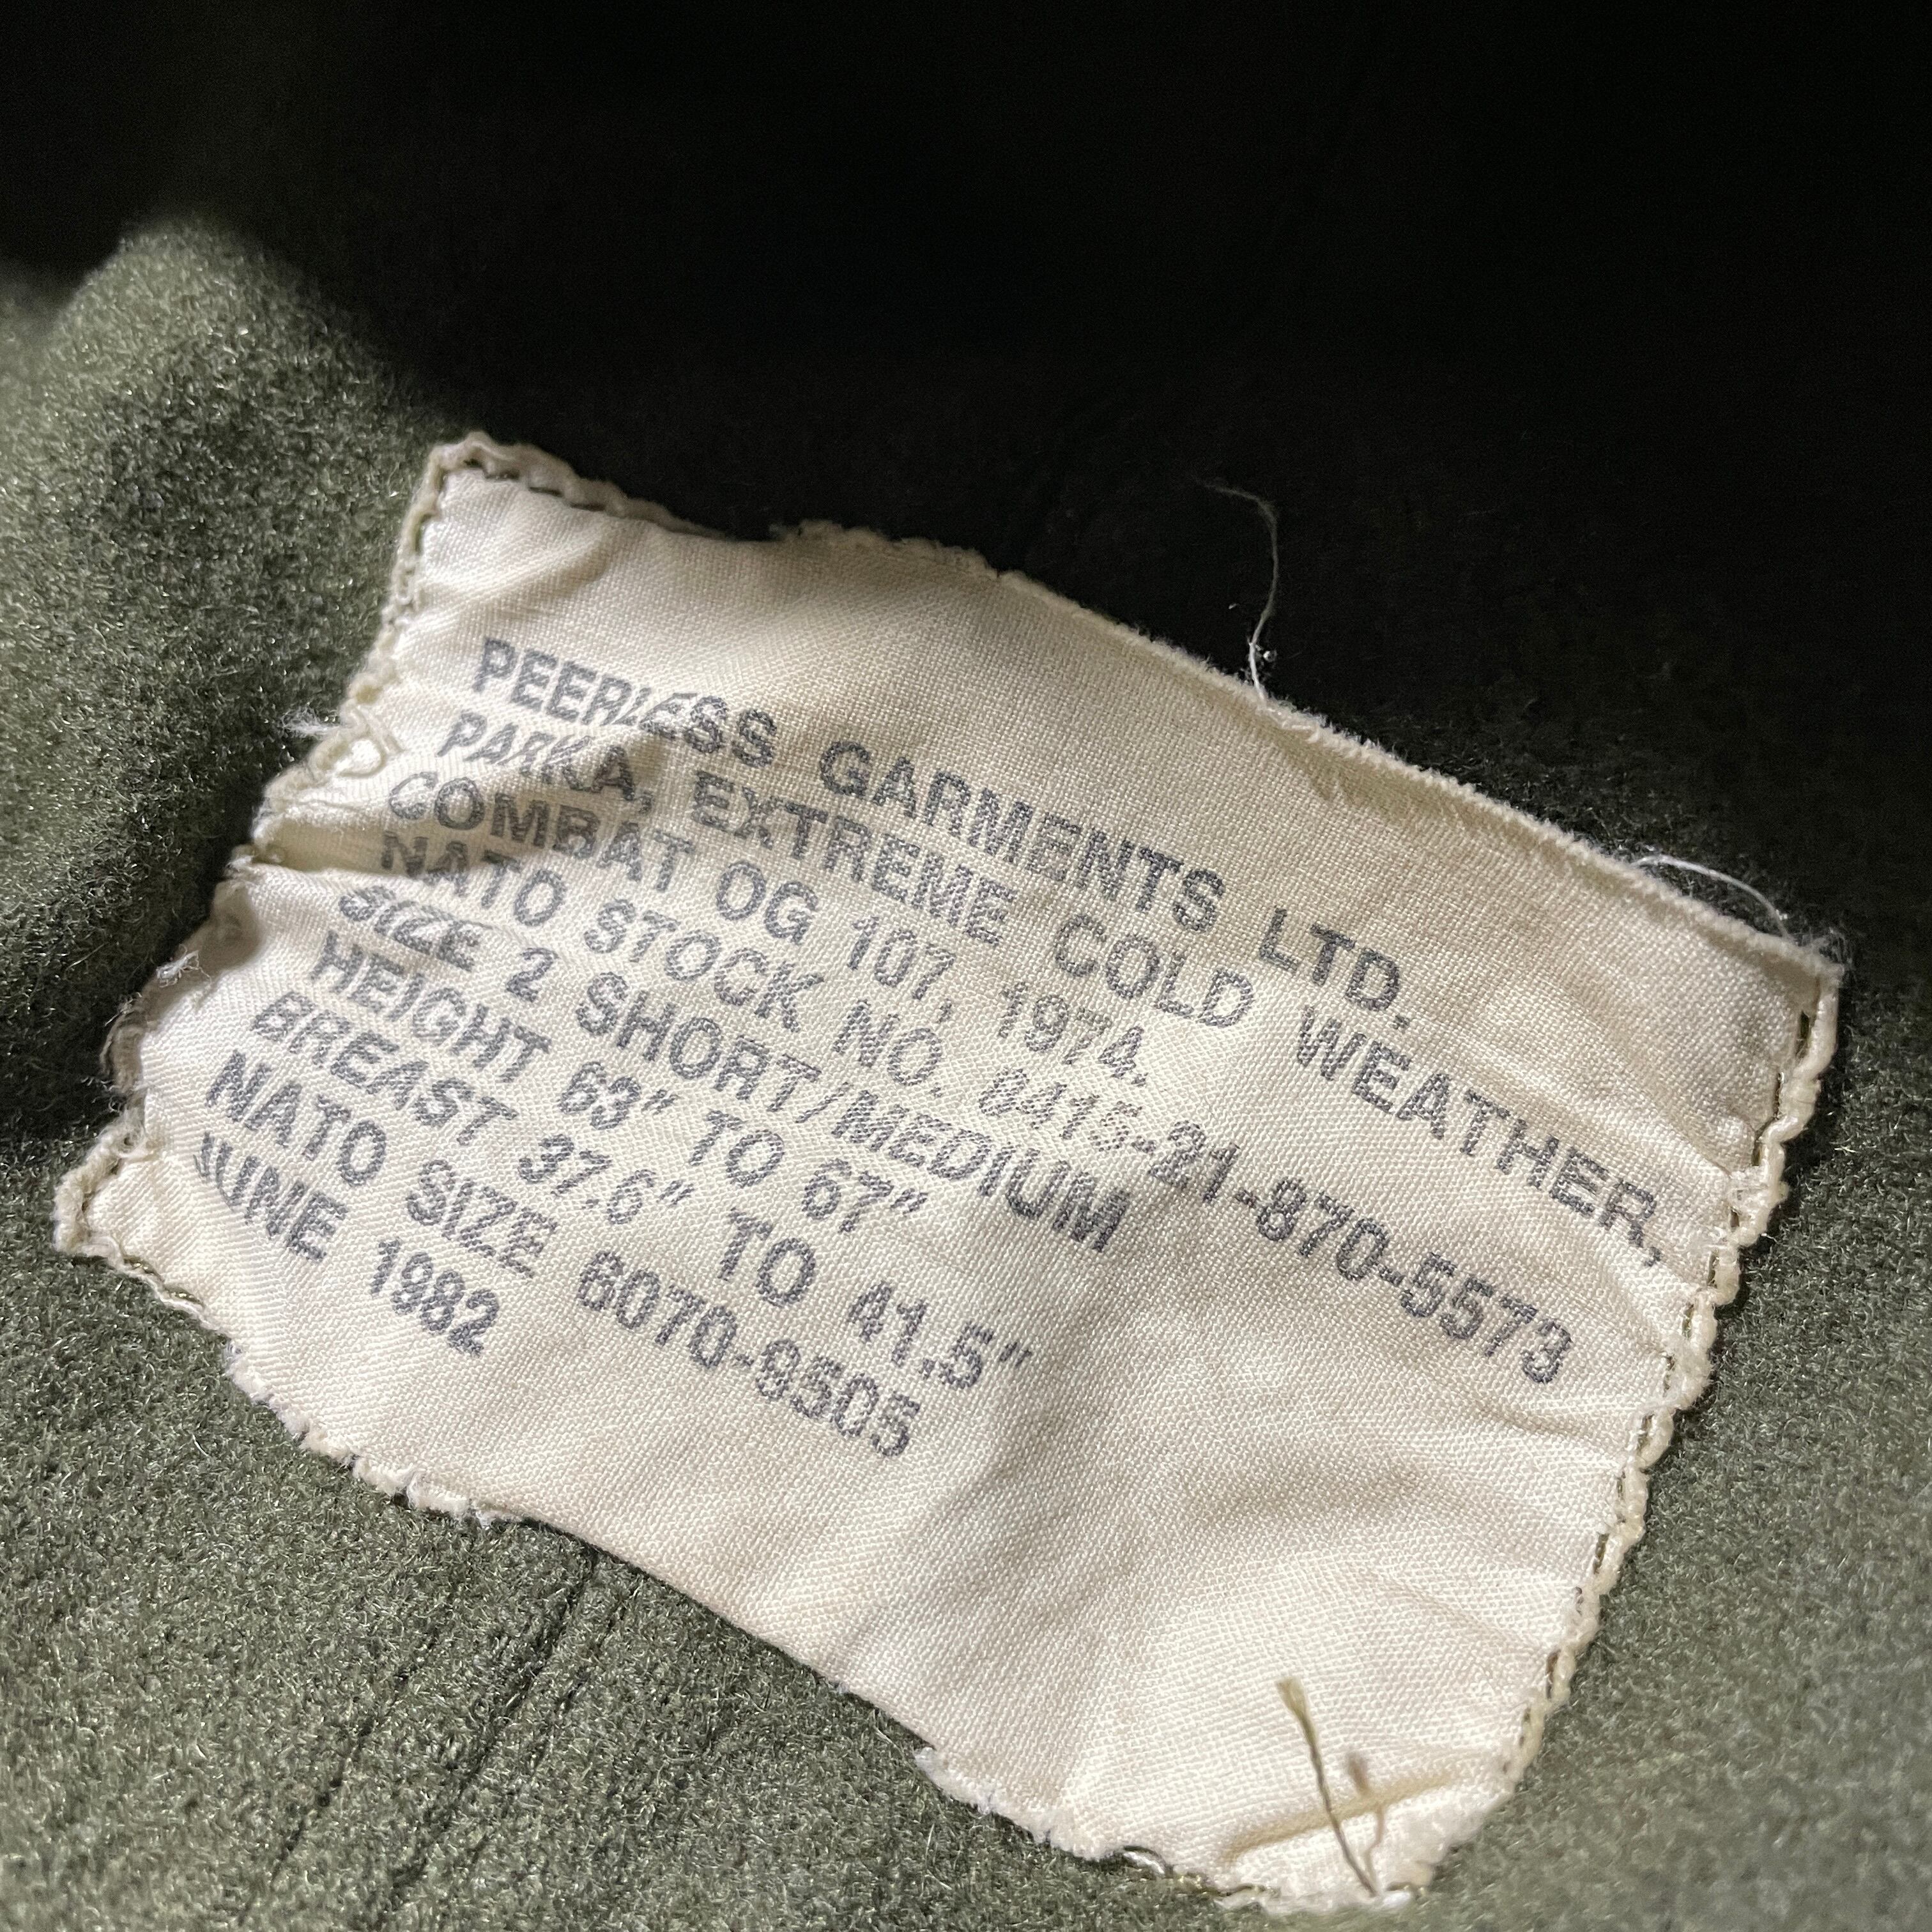 PEERLESS GARMENTS LTD.
PARKA, EXTREME COLD WEATHER,
COMBAT OG 107, 1974.
NATO STOCK NO. 8415-21-870-5573
SIZE 2 SHORT/MEDIUM
HEIGHT 63" TO 67"
BREAST 37.6" TO 41.5"
NATO SIZE 6070-9505
JUNE 1982